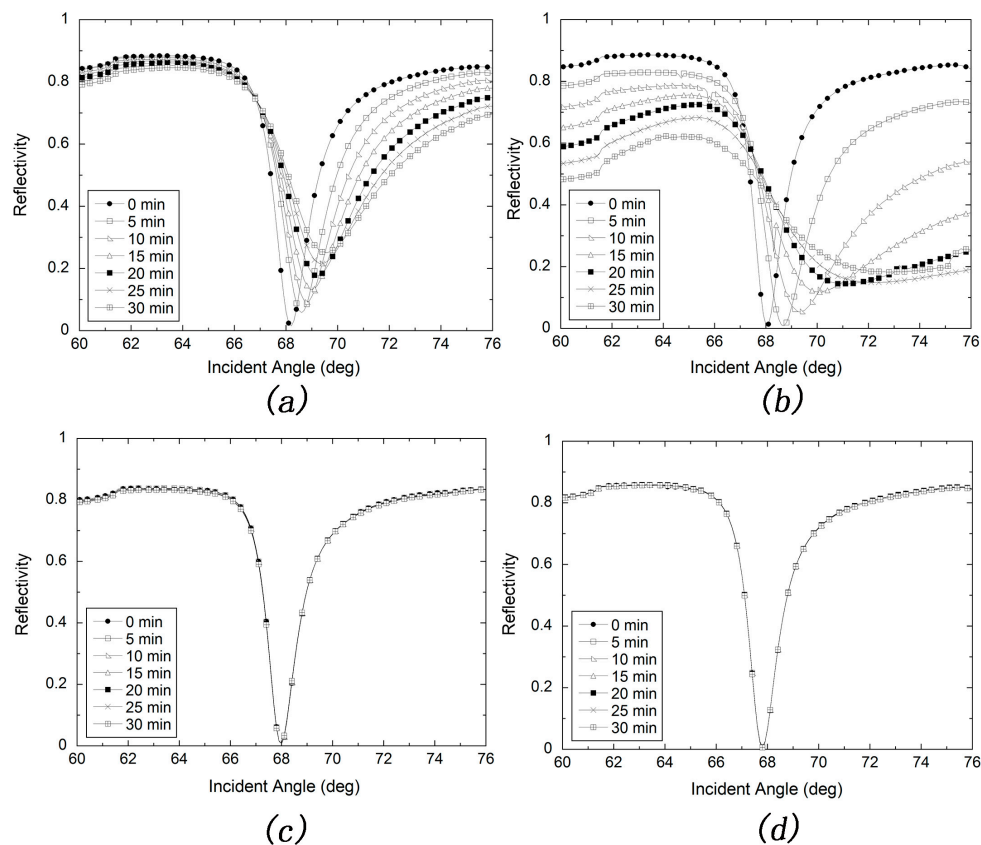 1
0.8
0.6
0.4
0.2
0
Reflectivity
0 min
5 min
10 min
15 min
20 min
25 min
30 min
60 62 64 66 68 70 72 74 76
Incident Angle (deg)
(a)
1
0.8
0.6
0.4
0.2
0
Reflectivity
0 min
5 min
10 min
15 min
20 min
25 min
30 min
60 62 64 66 68 70 72 74 76
Incident Angle (deg)
(b)
1
0.8
0.6
0.4
0.2
0
Reflectivity
0 min
5 min
10 min
15 min
20 min
25 min
30 min
60 62 64 66 68 70 72 74 76
Incident Angle (deg)
(c)
1
0.8
0.6
0.4
0.2
0
Reflectivity
0 min
5 min
10 min
15 min
20 min
25 min
30 min
60 62 64 66 68 70 72 74 76
Incident Angle (deg)
(d)